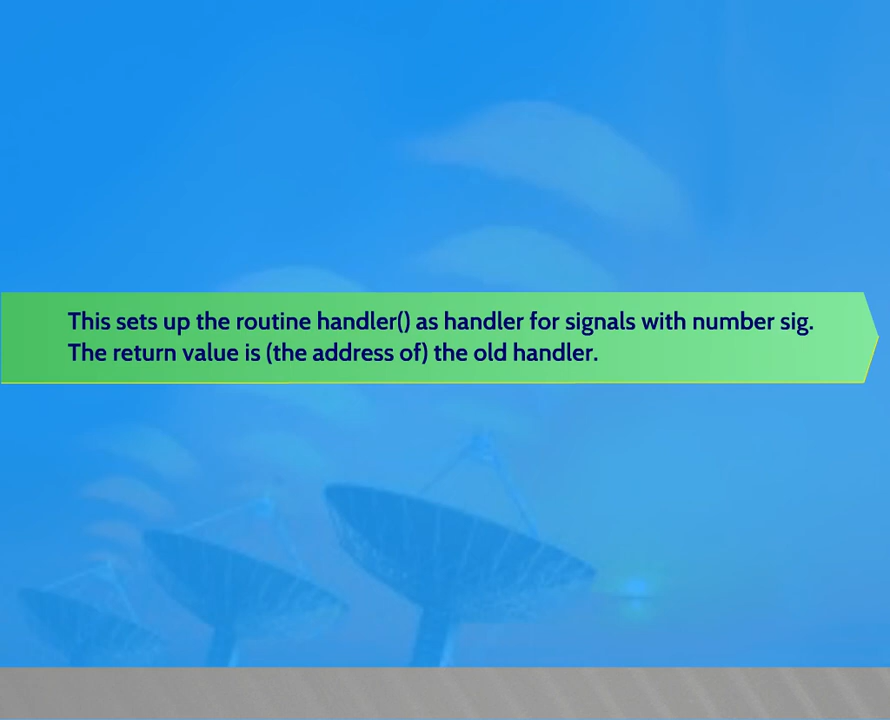 This sets up the routine handler() as handler for signals with number sig.
The return value is (the address of) the old handler.